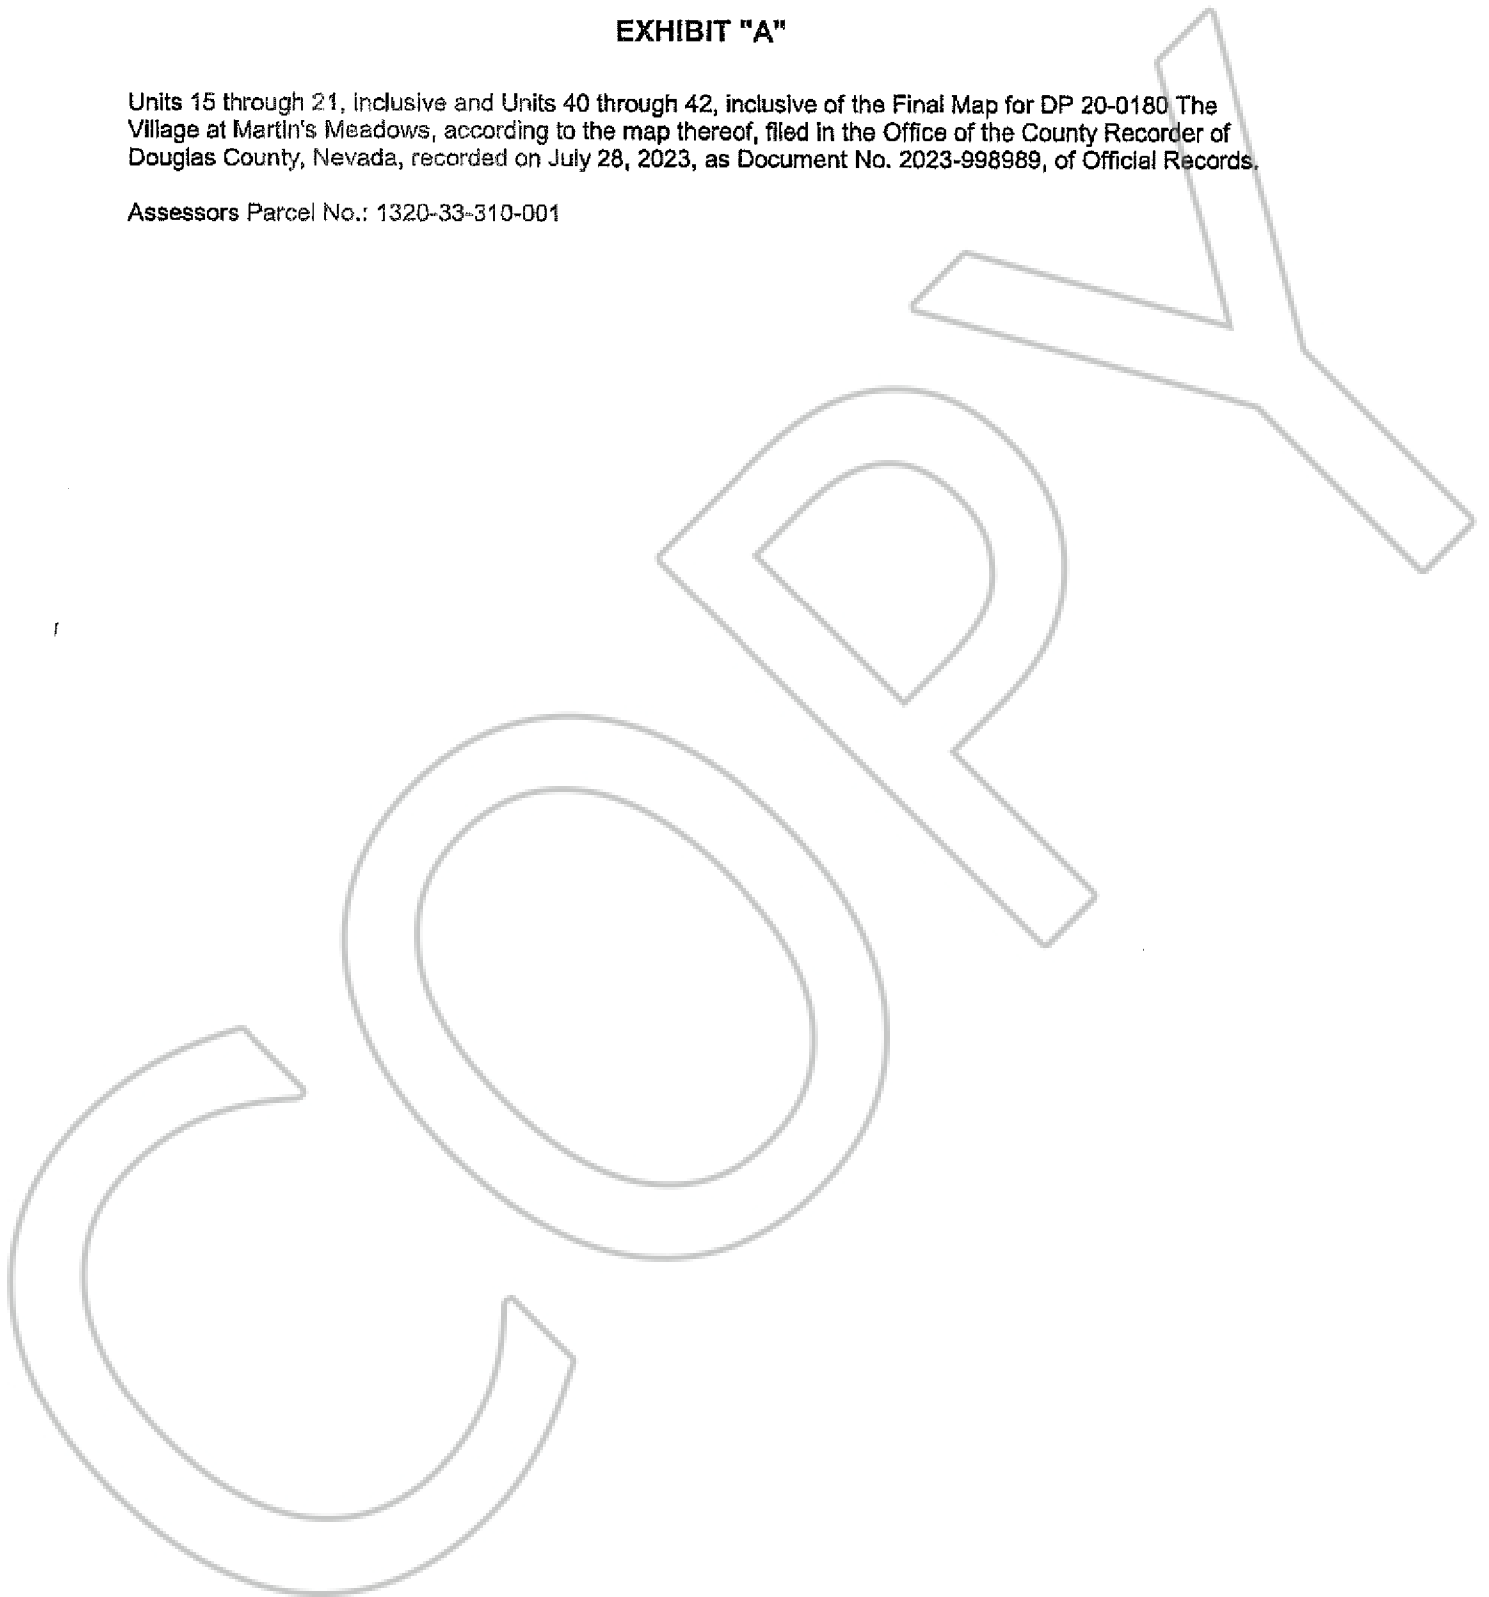 EXHIBIT "A"
Units 15 through 21, inclusive and Units 40 through 42, inclusive of the Final Map for DP 20-0180 The
Village at Martin's Meadows, according to the map thereof, filed in the Office of the County Recorder of
Douglas County, Nevada, recorded on July 28, 2023, as Document No. 2023-998989, of Official Records.
Assessors Parcel No.: 1320-33-310-001
COPY